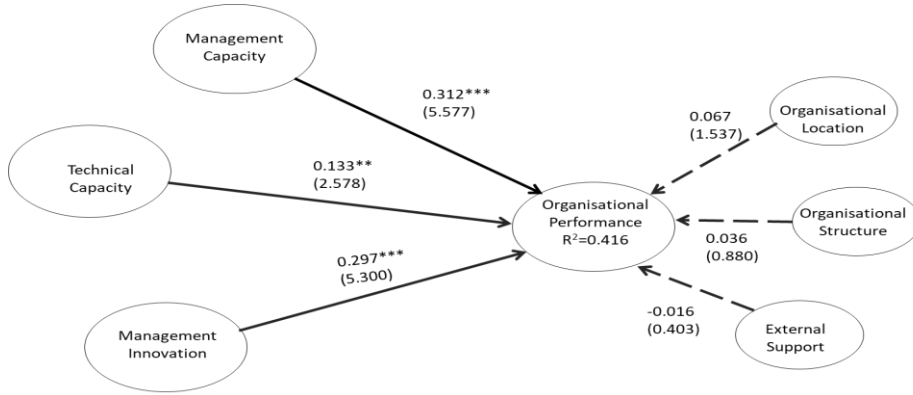 Management
Capacity
0.312***
(5.577)
Technical
Capacity
0.133**
(2.578)
Management
Innovation
0.297***
(5.300)
Organisational
Performance
R²=0.416
Organisational
Location
0.067
(1.537)
Organisational
Structure
0.036
(0.880)
External
Support
-0.016
(0.403)